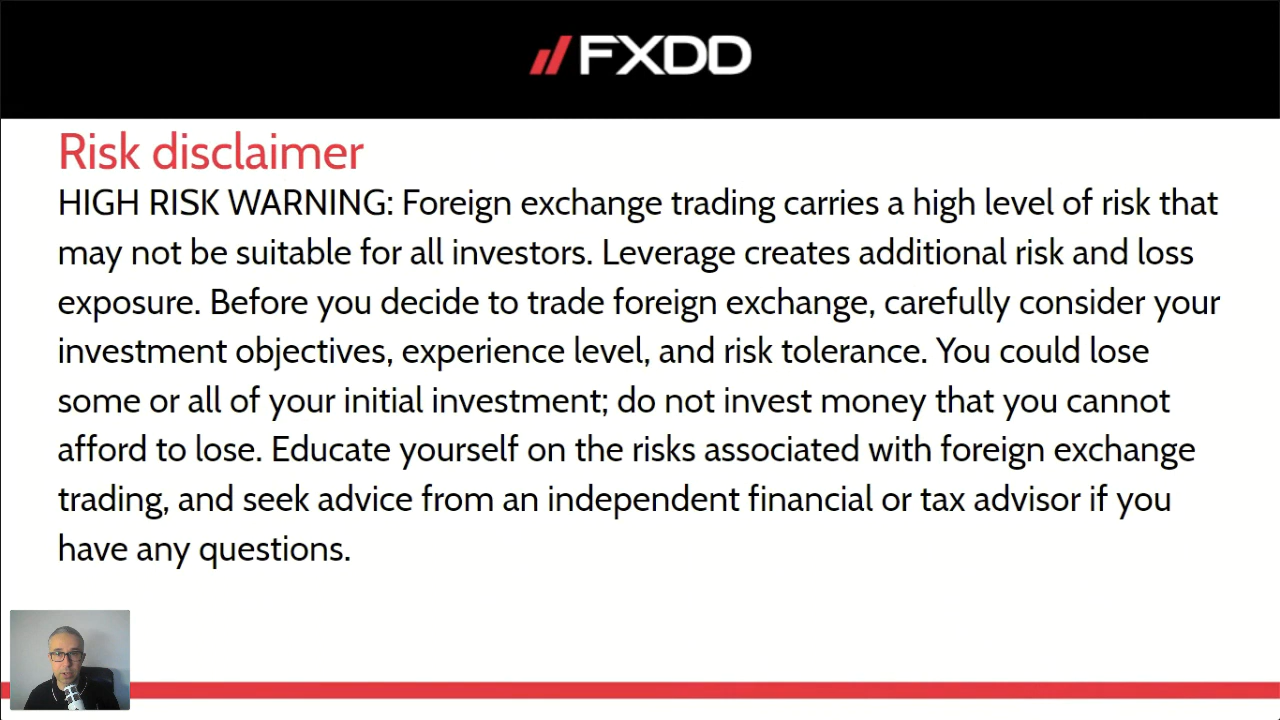 FXDD
Risk disclaimer
HIGH RISK WARNING: Foreign exchange trading carries a high level of risk that
may not be suitable for all investors. Leverage creates additional risk and loss
exposure. Before you decide to trade foreign exchange, carefully consider your
investment objectives, experience level, and risk tolerance. You could lose
some or all of your initial investment; do not invest money that you cannot
afford to lose. Educate yourself on the risks associated with foreign exchange
trading, and seek advice from an independent financial or tax advisor if you
have any questions.